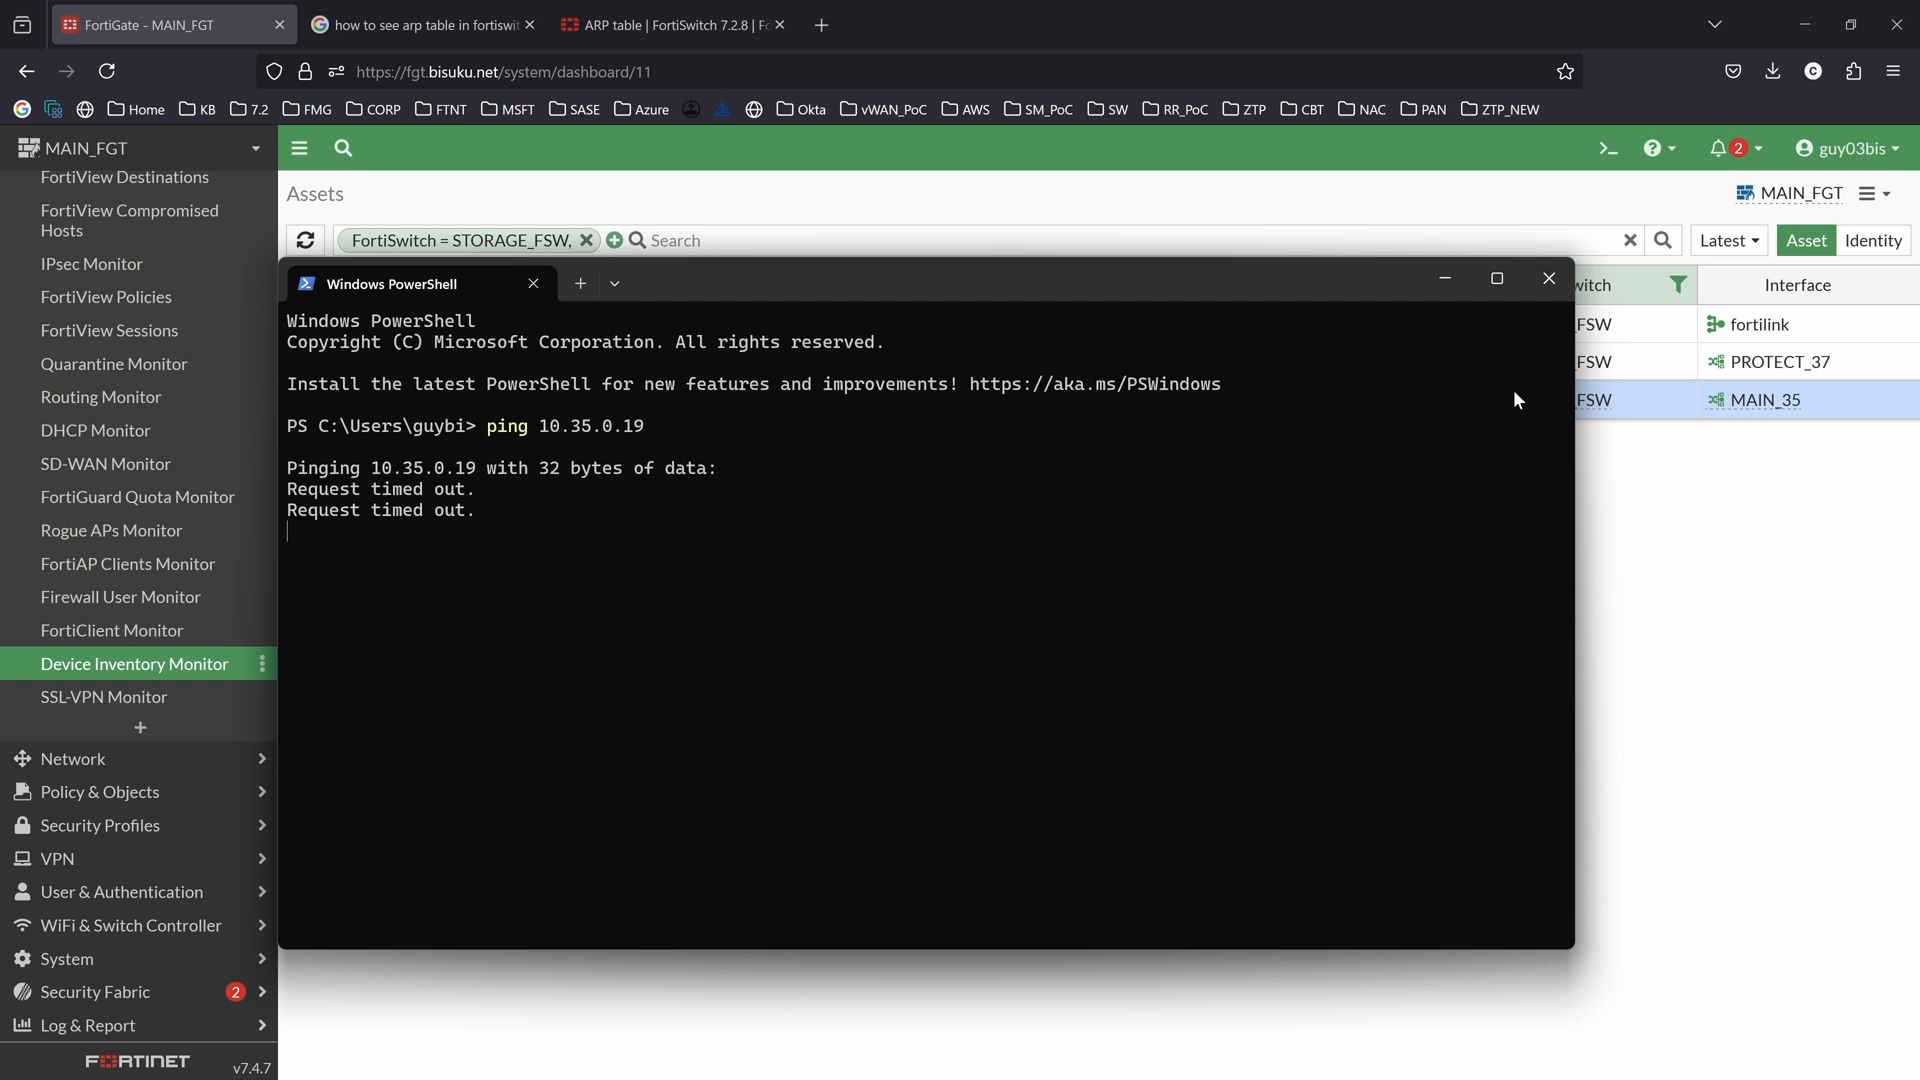 FortiGate - MAIN_FGT
how to see arp table in fortiswit
ARP table | FortiSwitch 7.2.8 | Fo
https://fgt.bisuku.net/system/dashboard/11
C
Home
KB
7.2
FMG
CORP
FTNT
MSFT
SASE
Azure
Okta
vWAN_PoC
AWS
SM_PoC
SW
RR_PoC
ZTP
CBT
NAC
PAN
ZTP_NEW
MAIN_FGT
2
guy03bis
FortiView Destinations
FortiView Compromised
Hosts
IPsec Monitor
FortiView Policies
FortiView Sessions
Quarantine Monitor
Routing Monitor
DHCP Monitor
SD-WAN Monitor
FortiGuard Quota Monitor
Rogue APs Monitor
FortiAP Clients Monitor
Firewall User Monitor
FortiClient Monitor
Device Inventory Monitor
SSL-VPN Monitor
Network
Policy & Objects
Security Profiles
VPN
User & Authentication
WiFi & Switch Controller
System
Security Fabric 2
Log & Report
FORTINET
v7.4.7
Assets
MAIN_FGT
FortiSwitch = STORAGE_FSW,
Search
Latest
Asset
Identity
witch
Interface
FSW
fortilink
FSW
PROTECT_37
FSW
MAIN_35
Windows PowerShell
Windows PowerShell
Copyright (C) Microsoft Corporation. All rights reserved.
Install the latest PowerShell for new features and improvements! https://aka.ms/PSWindows
PS C:\Users\guybi> ping 10.35.0.19
Pinging 10.35.0.19 with 32 bytes of data:
Request timed out.
Request timed out.